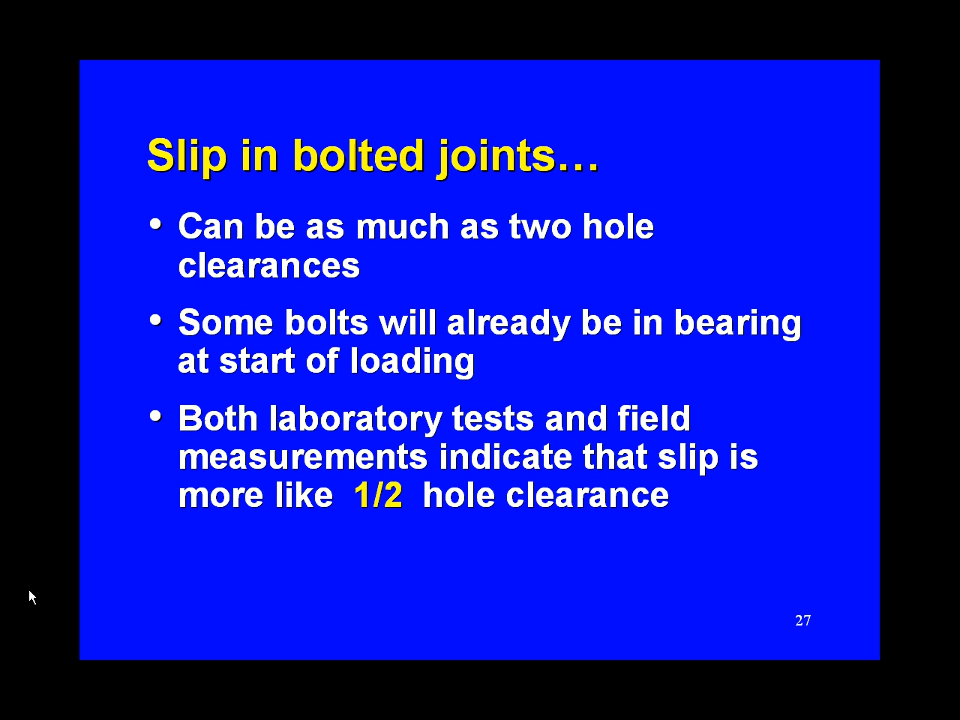 Slip in bolted joints…
• Can be as much as two hole
clearances
• Some bolts will already be in bearing
at start of loading
• Both laboratory tests and field
measurements indicate that slip is
more like 1/2 hole clearance
27